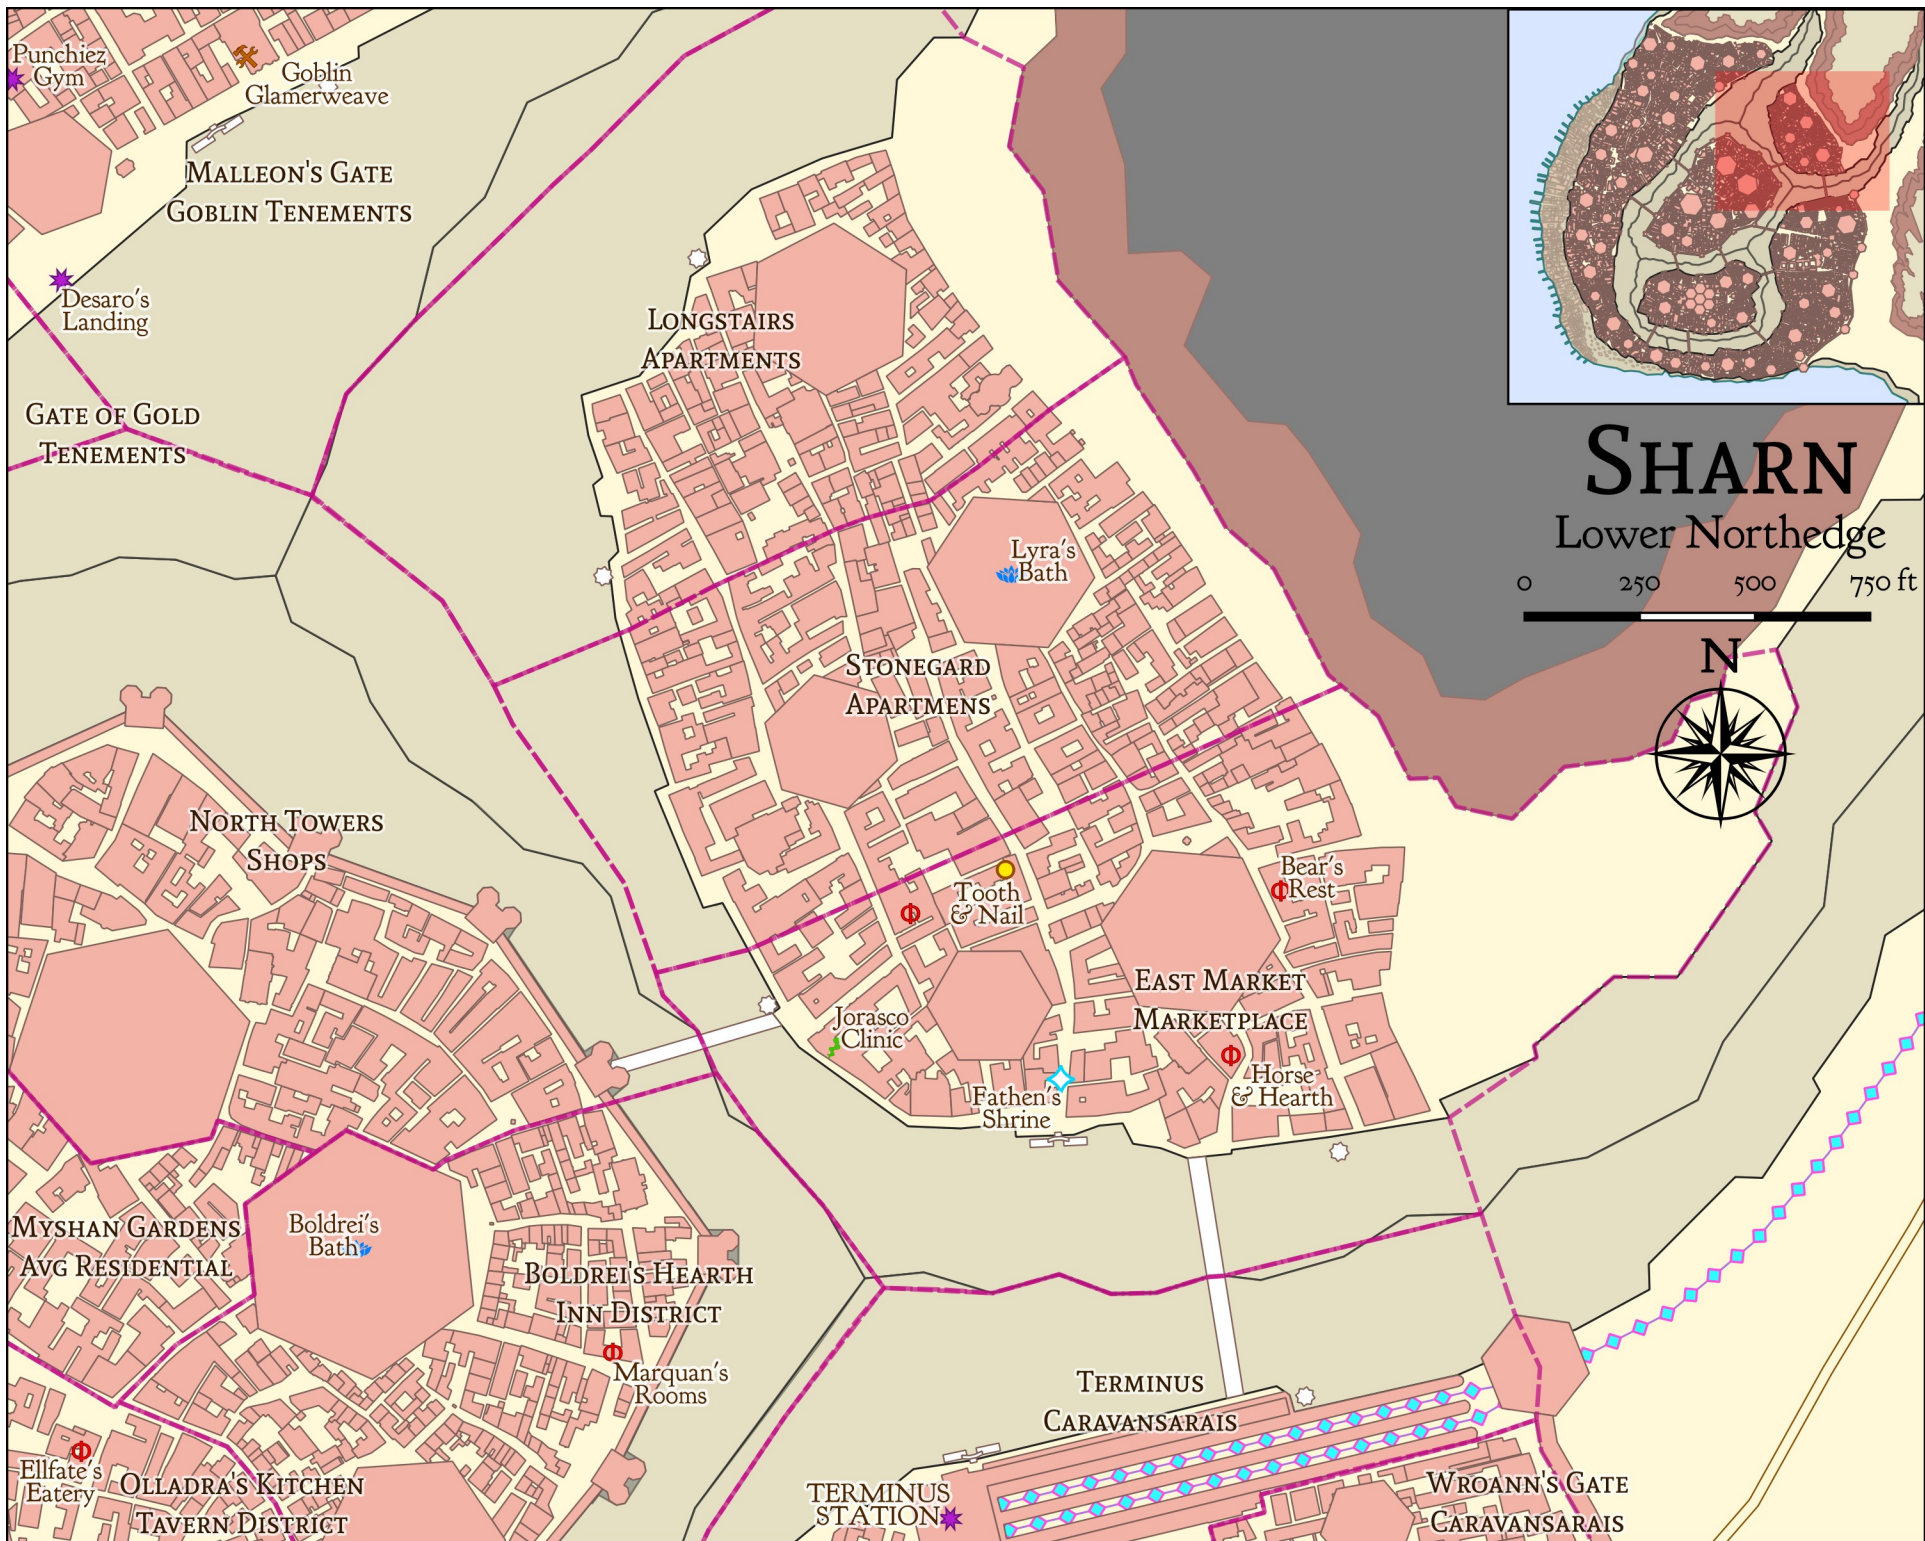 Punchiez
Gym
Goblin
Glamerweave
Malleon's Gate
Goblin Tenements
Desaro's
Landing
Gate of Gold
Tenements
Longstairs
Apartments
Sharn
Lower Northedge
0 250 500 750 ft
N
Lyra's
Bath
Stonegard
Apartmens
North Towers
Shops
Tooth
& Nail
Bear's
Rest
East Market
Marketplace
Jorasco
Clinic
Horse
& Hearth
Fathen's
Shrine
Myshan Gardens
Avg Residential
Boldrei's
Bath
Boldrei's Hearth
Inn District
Marquan's
Rooms
Terminus
Caravansarais
Ellfate's
Eatery
Olladra's Kitchen
Tavern District
TERMINUS
STATION
Wroann's Gate
Caravansarais